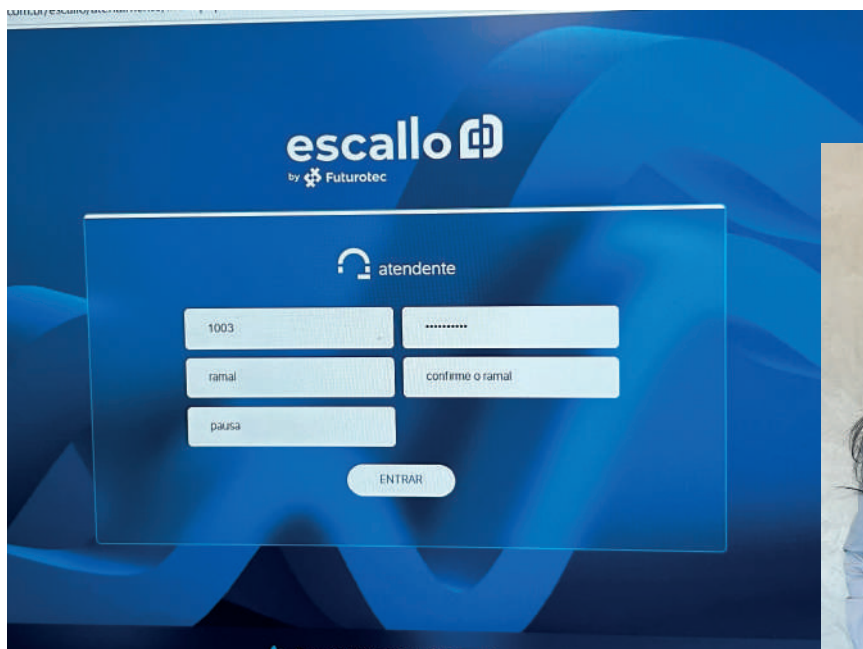 escallo
by Futurotec
atendente
1003
••••••••••
ramal
confirme o ramal
pausa
ENTRAR